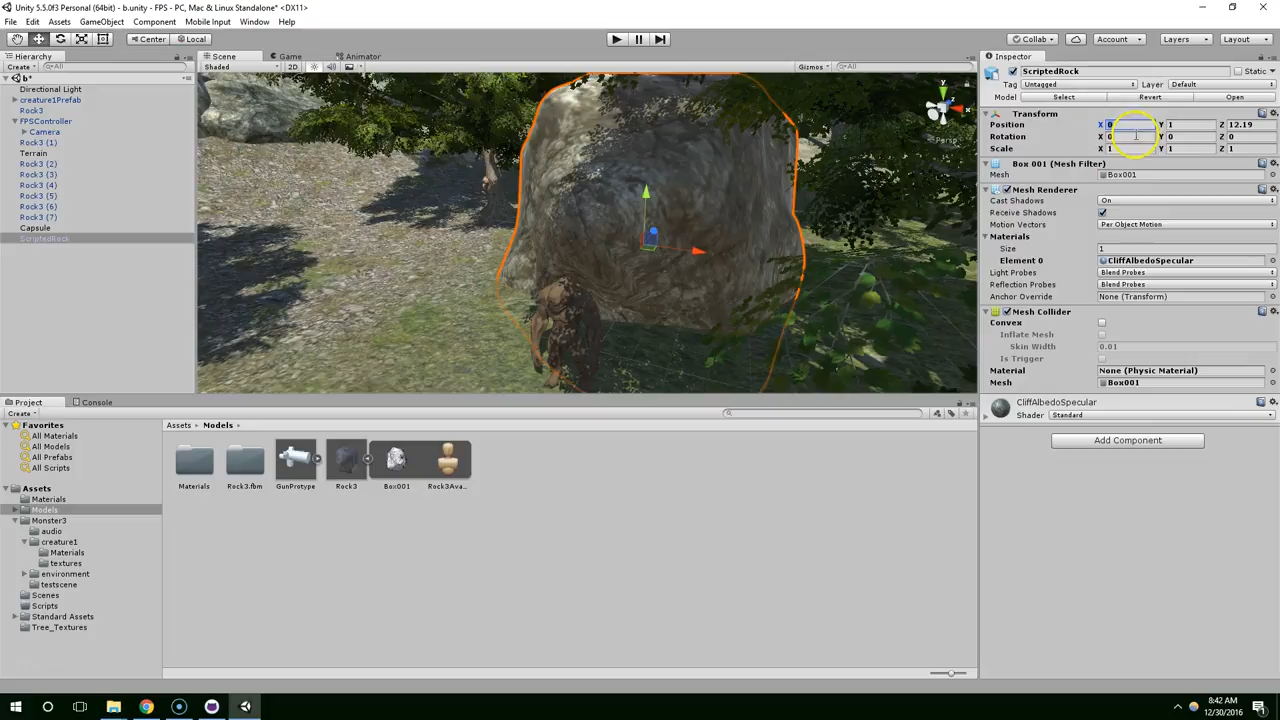 Unity 5.5.0f3 Personal (64bit) - b.unity - FPS - PC, Mac & Linux Standalone* <DX11>
File Edit Assets GameObject Component Mobile Input Window Help
Center Local Collab Account Layers Layout
Hierarchy
Create All
b*
Directional Light
creature1Prefab
Rock3
FPSController
Camera
Rock3 (1)
Terrain
Rock3 (2)
Rock3 (3)
Rock3 (4)
Rock3 (5)
Rock3 (6)
Rock3 (7)
Capsule
ScriptedRock
Scene Game Animator
Shaded 2D Gizmos All
y
x
Persp
Inspector
ScriptedRock Static
Tag Untagged Layer Default
Model Select Revert Open
Transform
Position X 0 Y 1 Z 12.19
Rotation X 0 Y 0 Z 0
Scale X 1 Y 1 Z 1
Box 001 (Mesh Filter)
Mesh Box001
Mesh Renderer
Cast Shadows On
Receive Shadows
Motion Vectors Per Object Motion
Materials
Size 1
Element 0 CliffAlbedoSpecular
Light Probes Blend Probes
Reflection Probes Blend Probes
Anchor Override None (Transform)
Mesh Collider
Convex
Inflate Mesh
Skin Width 0.01
Is Trigger
Material None (Physic Material)
Mesh Box001
CliffAlbedoSpecular
Shader Standard
Add Component
Project Console
Create
Favorites
All Materials
All Models
All Prefabs
All Scripts
Assets
Materials
Models
Monster3
audio
creature1
Materials
textures
environment
testscene
Scenes
Scripts
Standard Assets
Tree_Textures
Assets Models
Materials Rock3.fbm GunProtype Rock3 Box001 Rock3Ava...
8:42 AM
12/30/2016